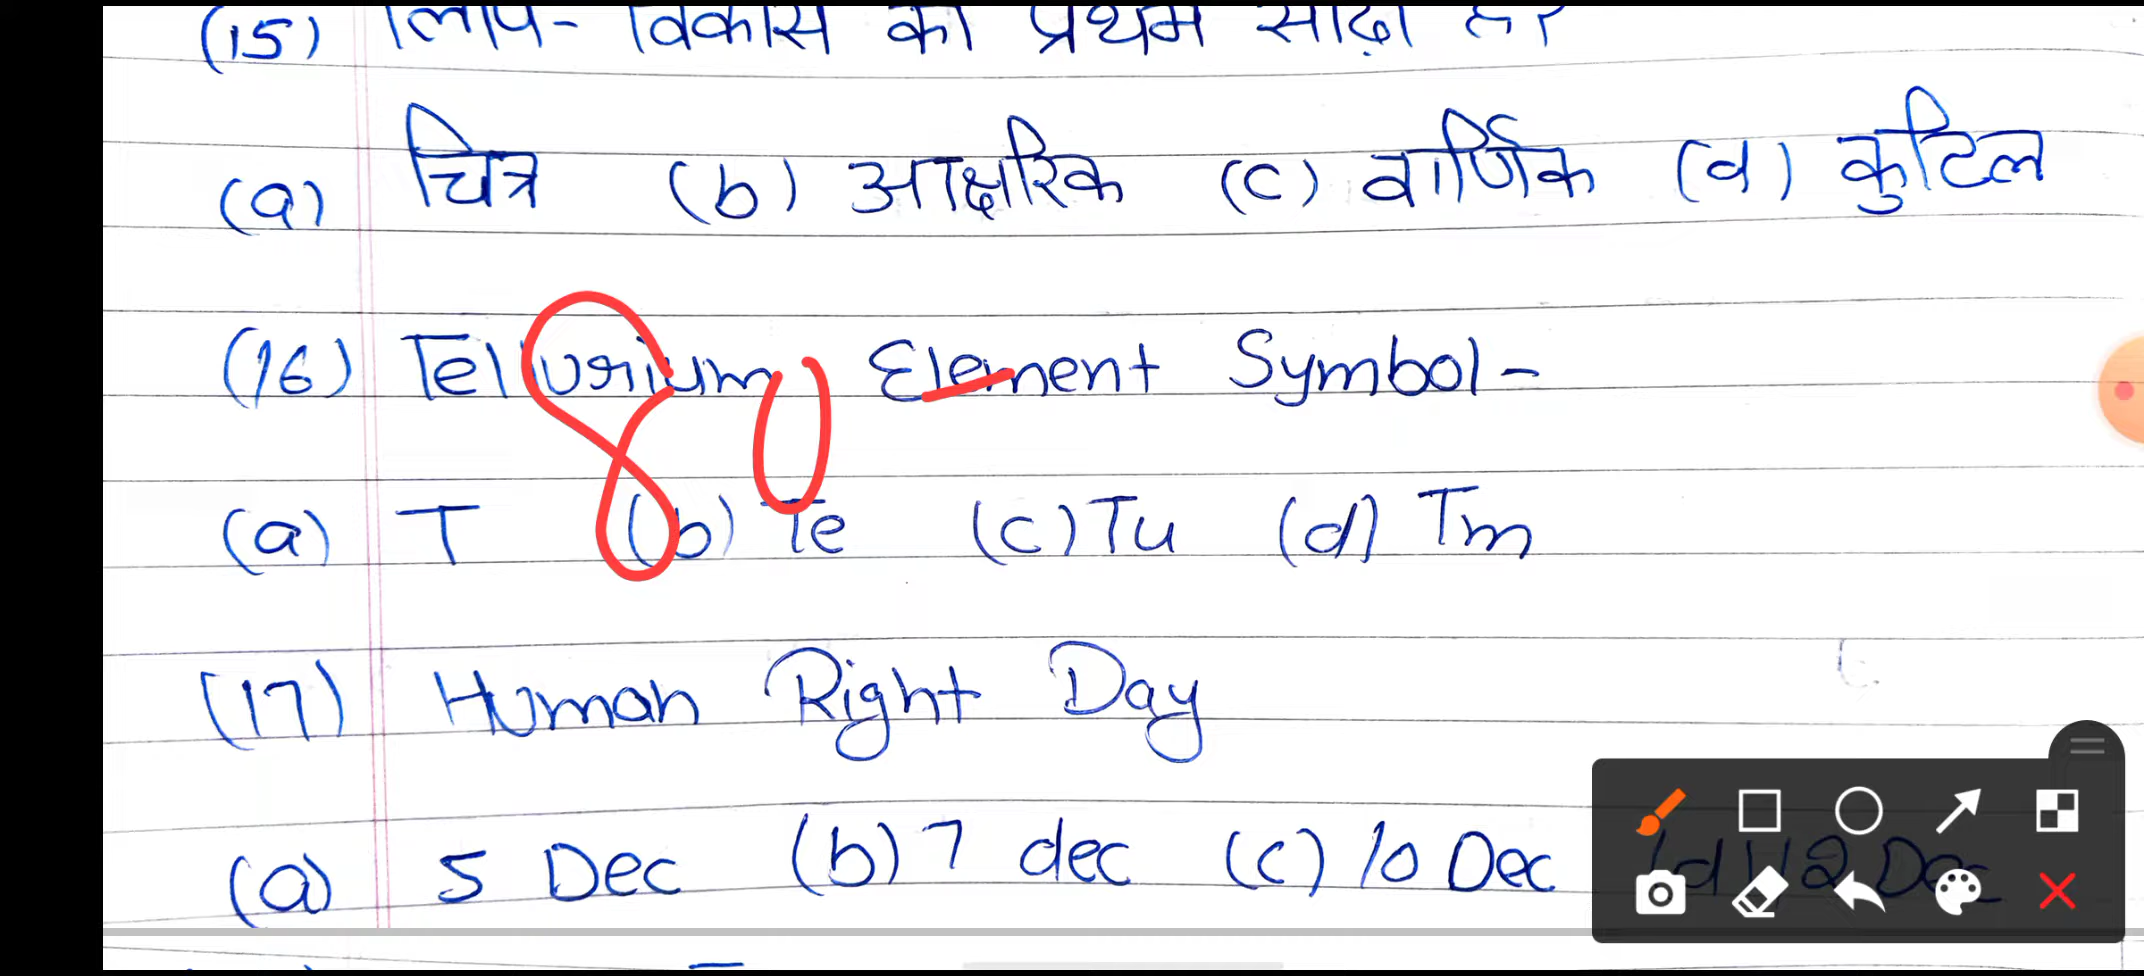 (15) लिपि - विकास की प्रथम सीढ़ी है?
(a) चित्र (b) आक्षरिक (c) वार्णिक (d) कुटिल
(16) Tellurium Element Symbol -
80
(a) T (b) Te (c) Tu (d) Tm
(17) Human Right Day
(a) 5 Dec (b) 7 dec (c) 10 Dec (d) 12 Dec